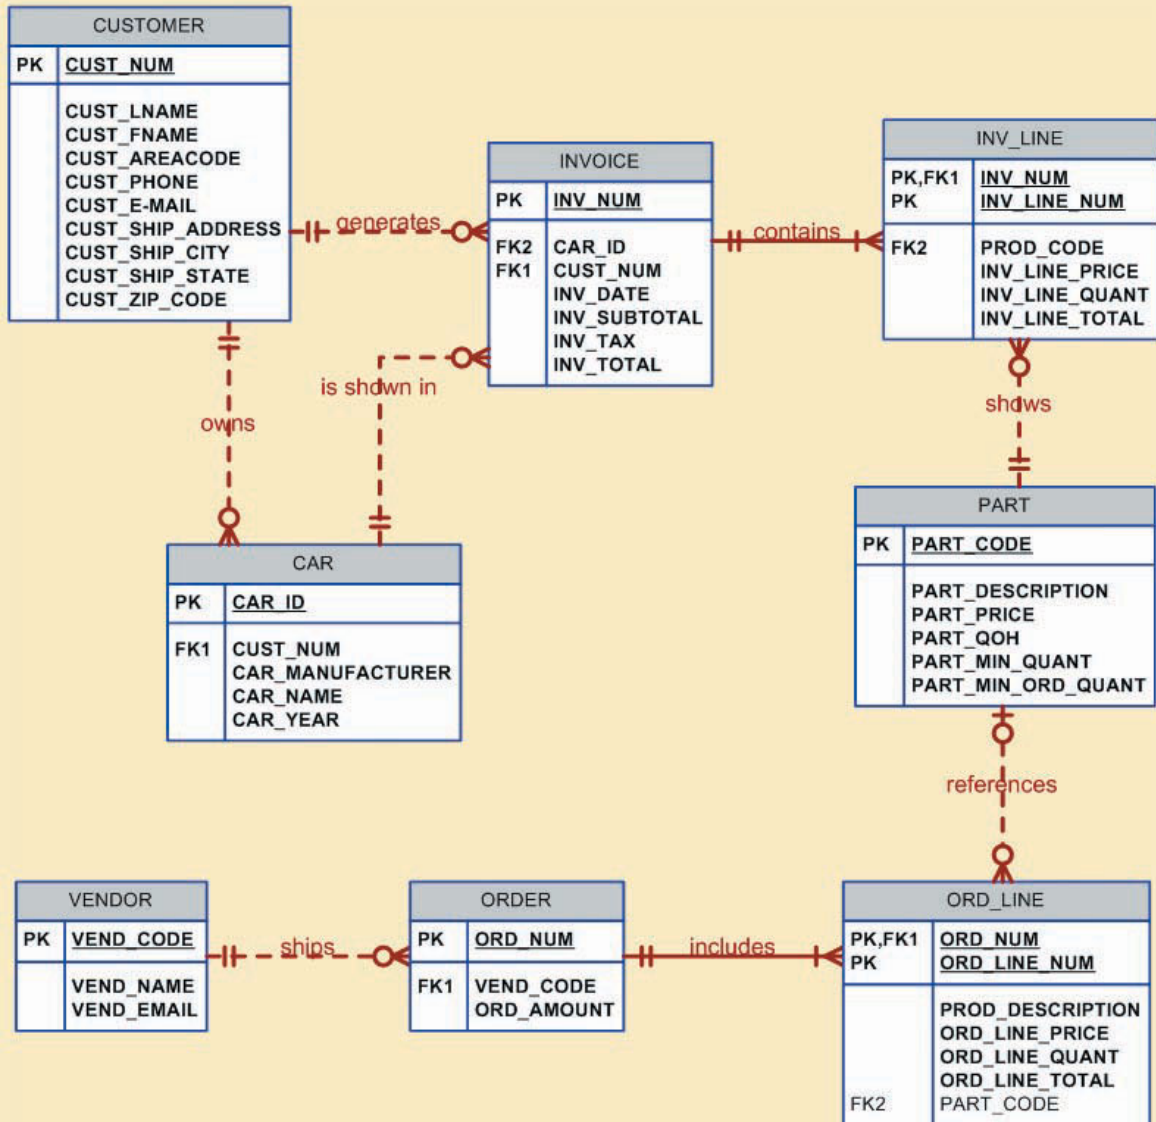 CUSTOMER
PK CUST_NUM
CUST_LNAME
CUST_FNAME
CUST_AREACODE
CUST_PHONE
CUST_E-MAIL
CUST_SHIP_ADDRESS
CUST_SHIP_CITY
CUST_SHIP_STATE
CUST_ZIP_CODE
generates
INVOICE
PK INV_NUM
FK2 CAR_ID
FK1 CUST_NUM
INV_DATE
INV_SUBTOTAL
INV_TAX
INV_TOTAL
contains
INV_LINE
PK,FK1 INV_NUM
PK INV_LINE_NUM
FK2 PROD_CODE
INV_LINE_PRICE
INV_LINE_QUANT
INV_LINE_TOTAL
is shown in
owns
shows
CAR
PK CAR_ID
FK1 CUST_NUM
CAR_MANUFACTURER
CAR_NAME
CAR_YEAR
PART
PK PART_CODE
PART_DESCRIPTION
PART_PRICE
PART_QOH
PART_MIN_QUANT
PART_MIN_ORD_QUANT
references
VENDOR
PK VEND_CODE
VEND_NAME
VEND_EMAIL
ships
ORDER
PK ORD_NUM
FK1 VEND_CODE
ORD_AMOUNT
includes
ORD_LINE
PK,FK1 ORD_NUM
PK ORD_LINE_NUM
PROD_DESCRIPTION
ORD_LINE_PRICE
ORD_LINE_QUANT
ORD_LINE_TOTAL
FK2 PART_CODE